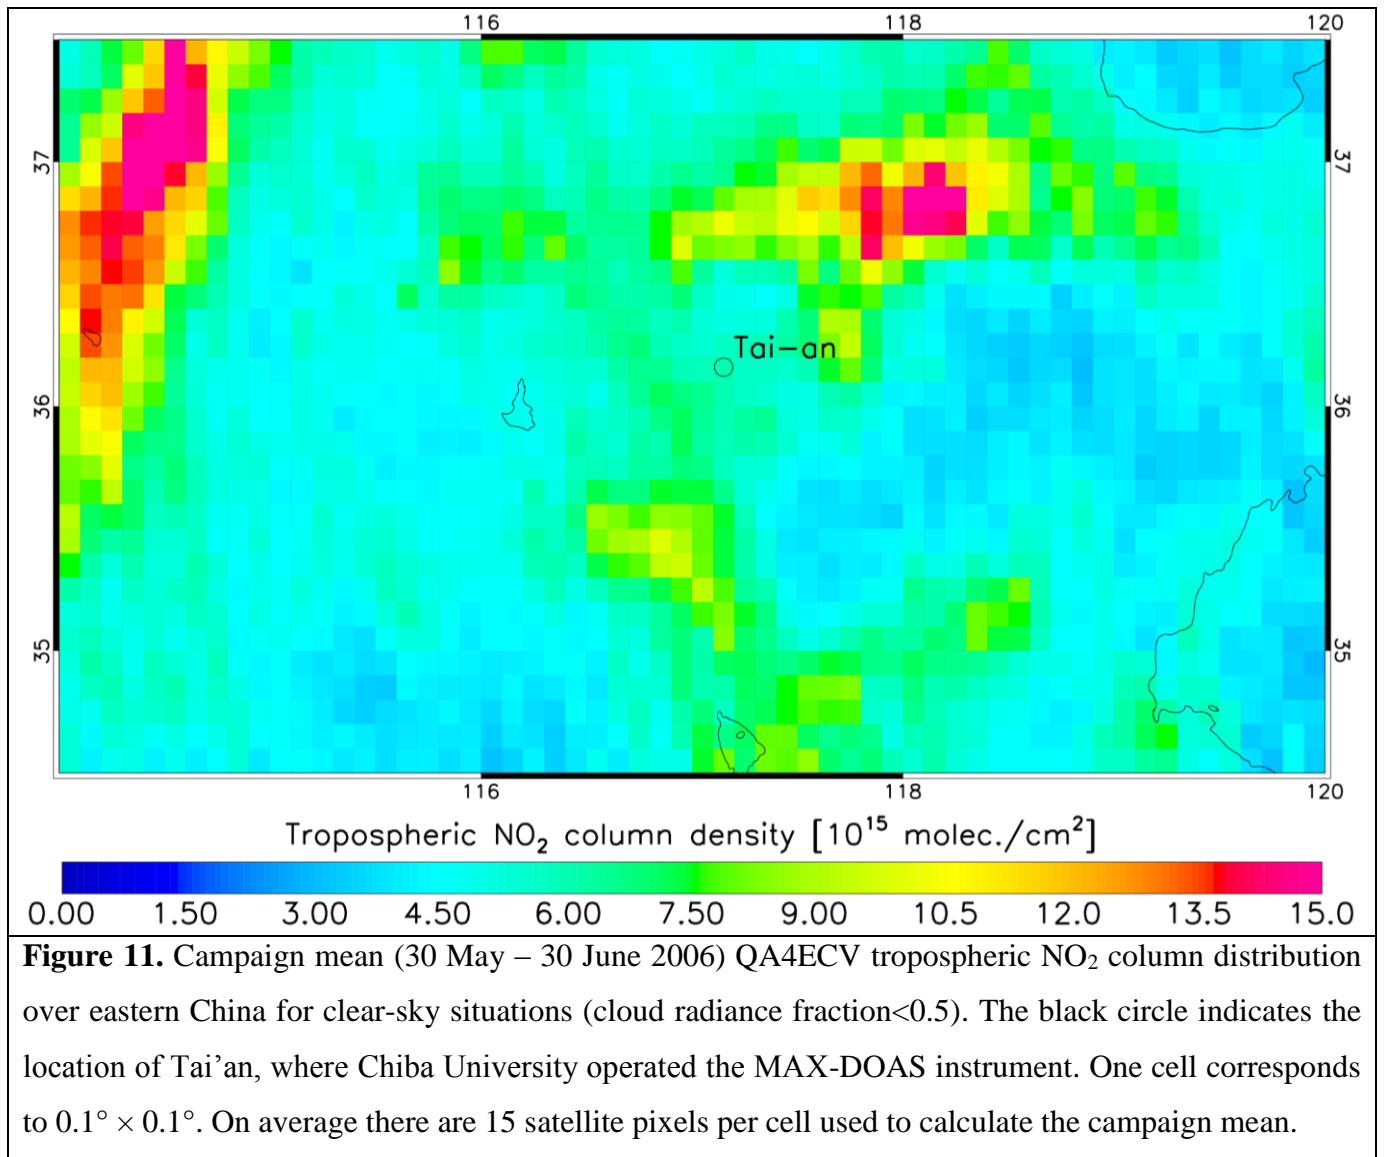 116 118 120
37 37
Tai-an
36 36
35 35
116 118 120
Tropospheric NO₂ column density [10¹⁵ molec./cm²]
0.00 1.50 3.00 4.50 6.00 7.50 9.00 10.5 12.0 13.5 15.0
Figure 11. Campaign mean (30 May – 30 June 2006) QA4ECV tropospheric NO₂ column distribution
over eastern China for clear-sky situations (cloud radiance fraction<0.5). The black circle indicates the
location of Tai’an, where Chiba University operated the MAX-DOAS instrument. One cell corresponds
to 0.1° × 0.1°. On average there are 15 satellite pixels per cell used to calculate the campaign mean.